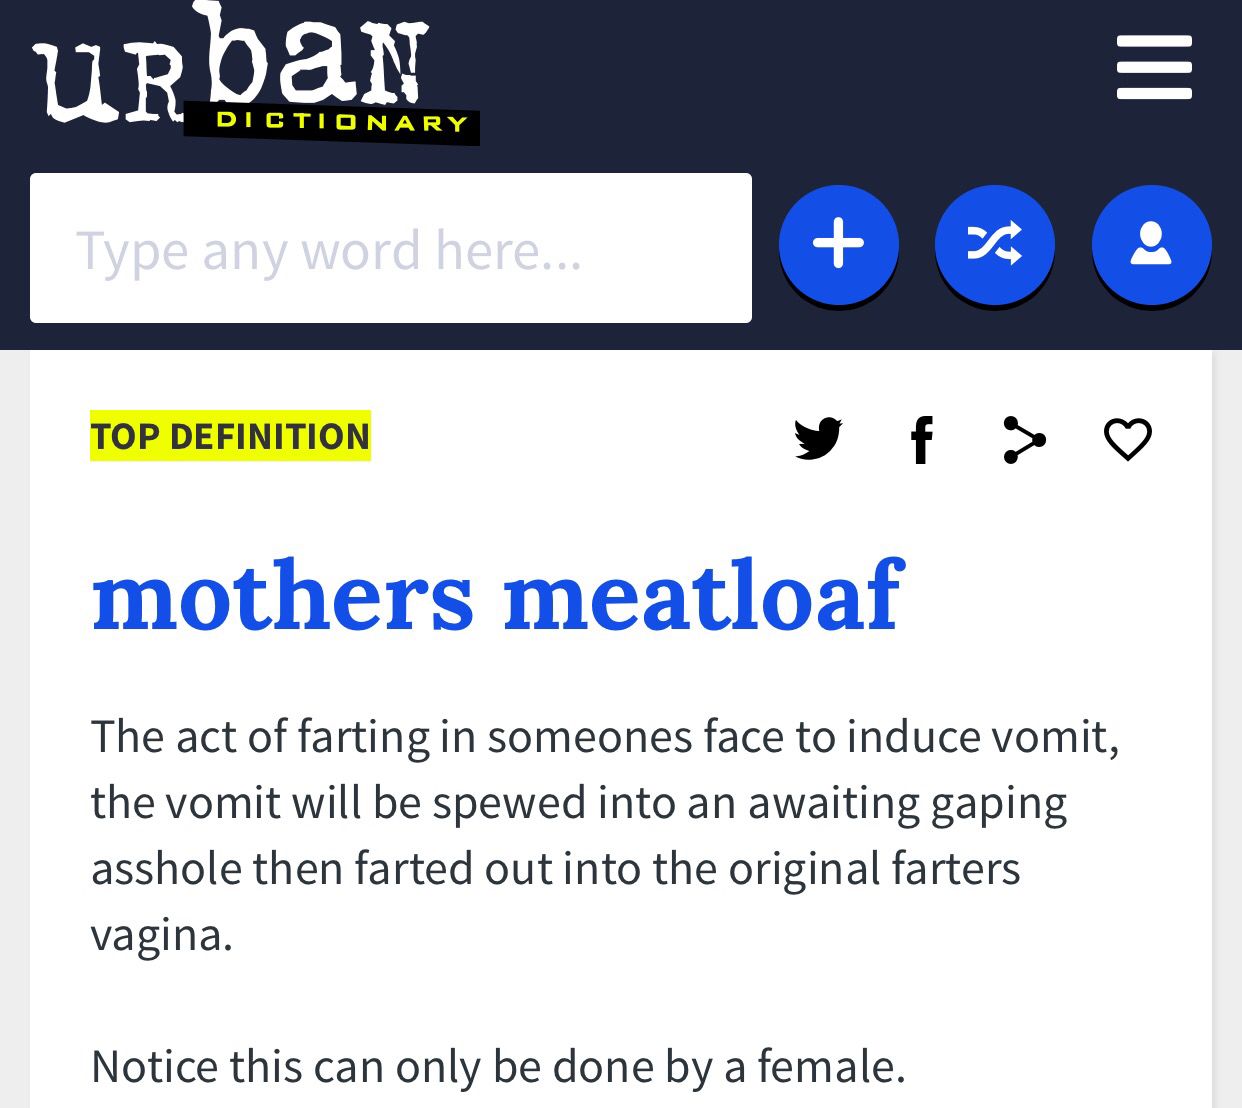 urban
DICTIONARY
Type any word here...
TOP DEFINITION
mothers meatloaf
The act of farting in someones face to induce vomit,
the vomit will be spewed into an awaiting gaping
asshole then farted out into the original farters
vagina.
Notice this can only be done by a female.